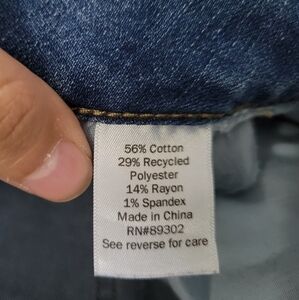 56% Cotton
29% Recycled
Polyester
14% Rayon
1% Spandex
Made in China
RN#89302
See reverse for care